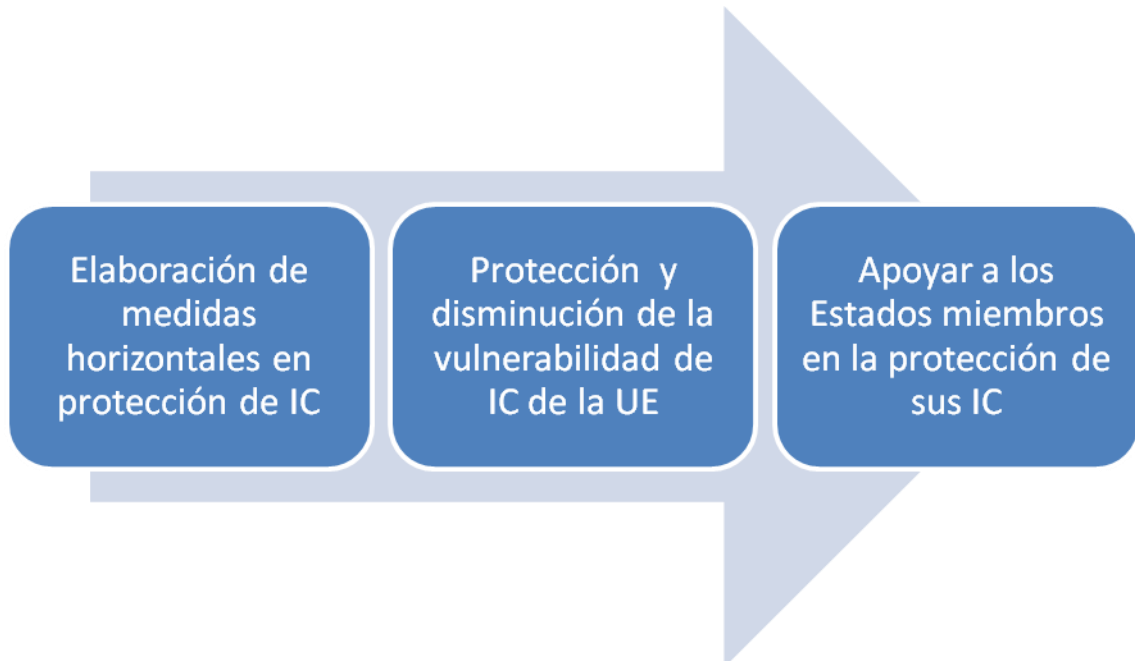 Elaboración de
medidas
horizontales en
protección de IC
Protección y
disminución de la
vulnerabilidad de
IC de la UE
Apoyar a los
Estados miembros
en la protección de
sus IC